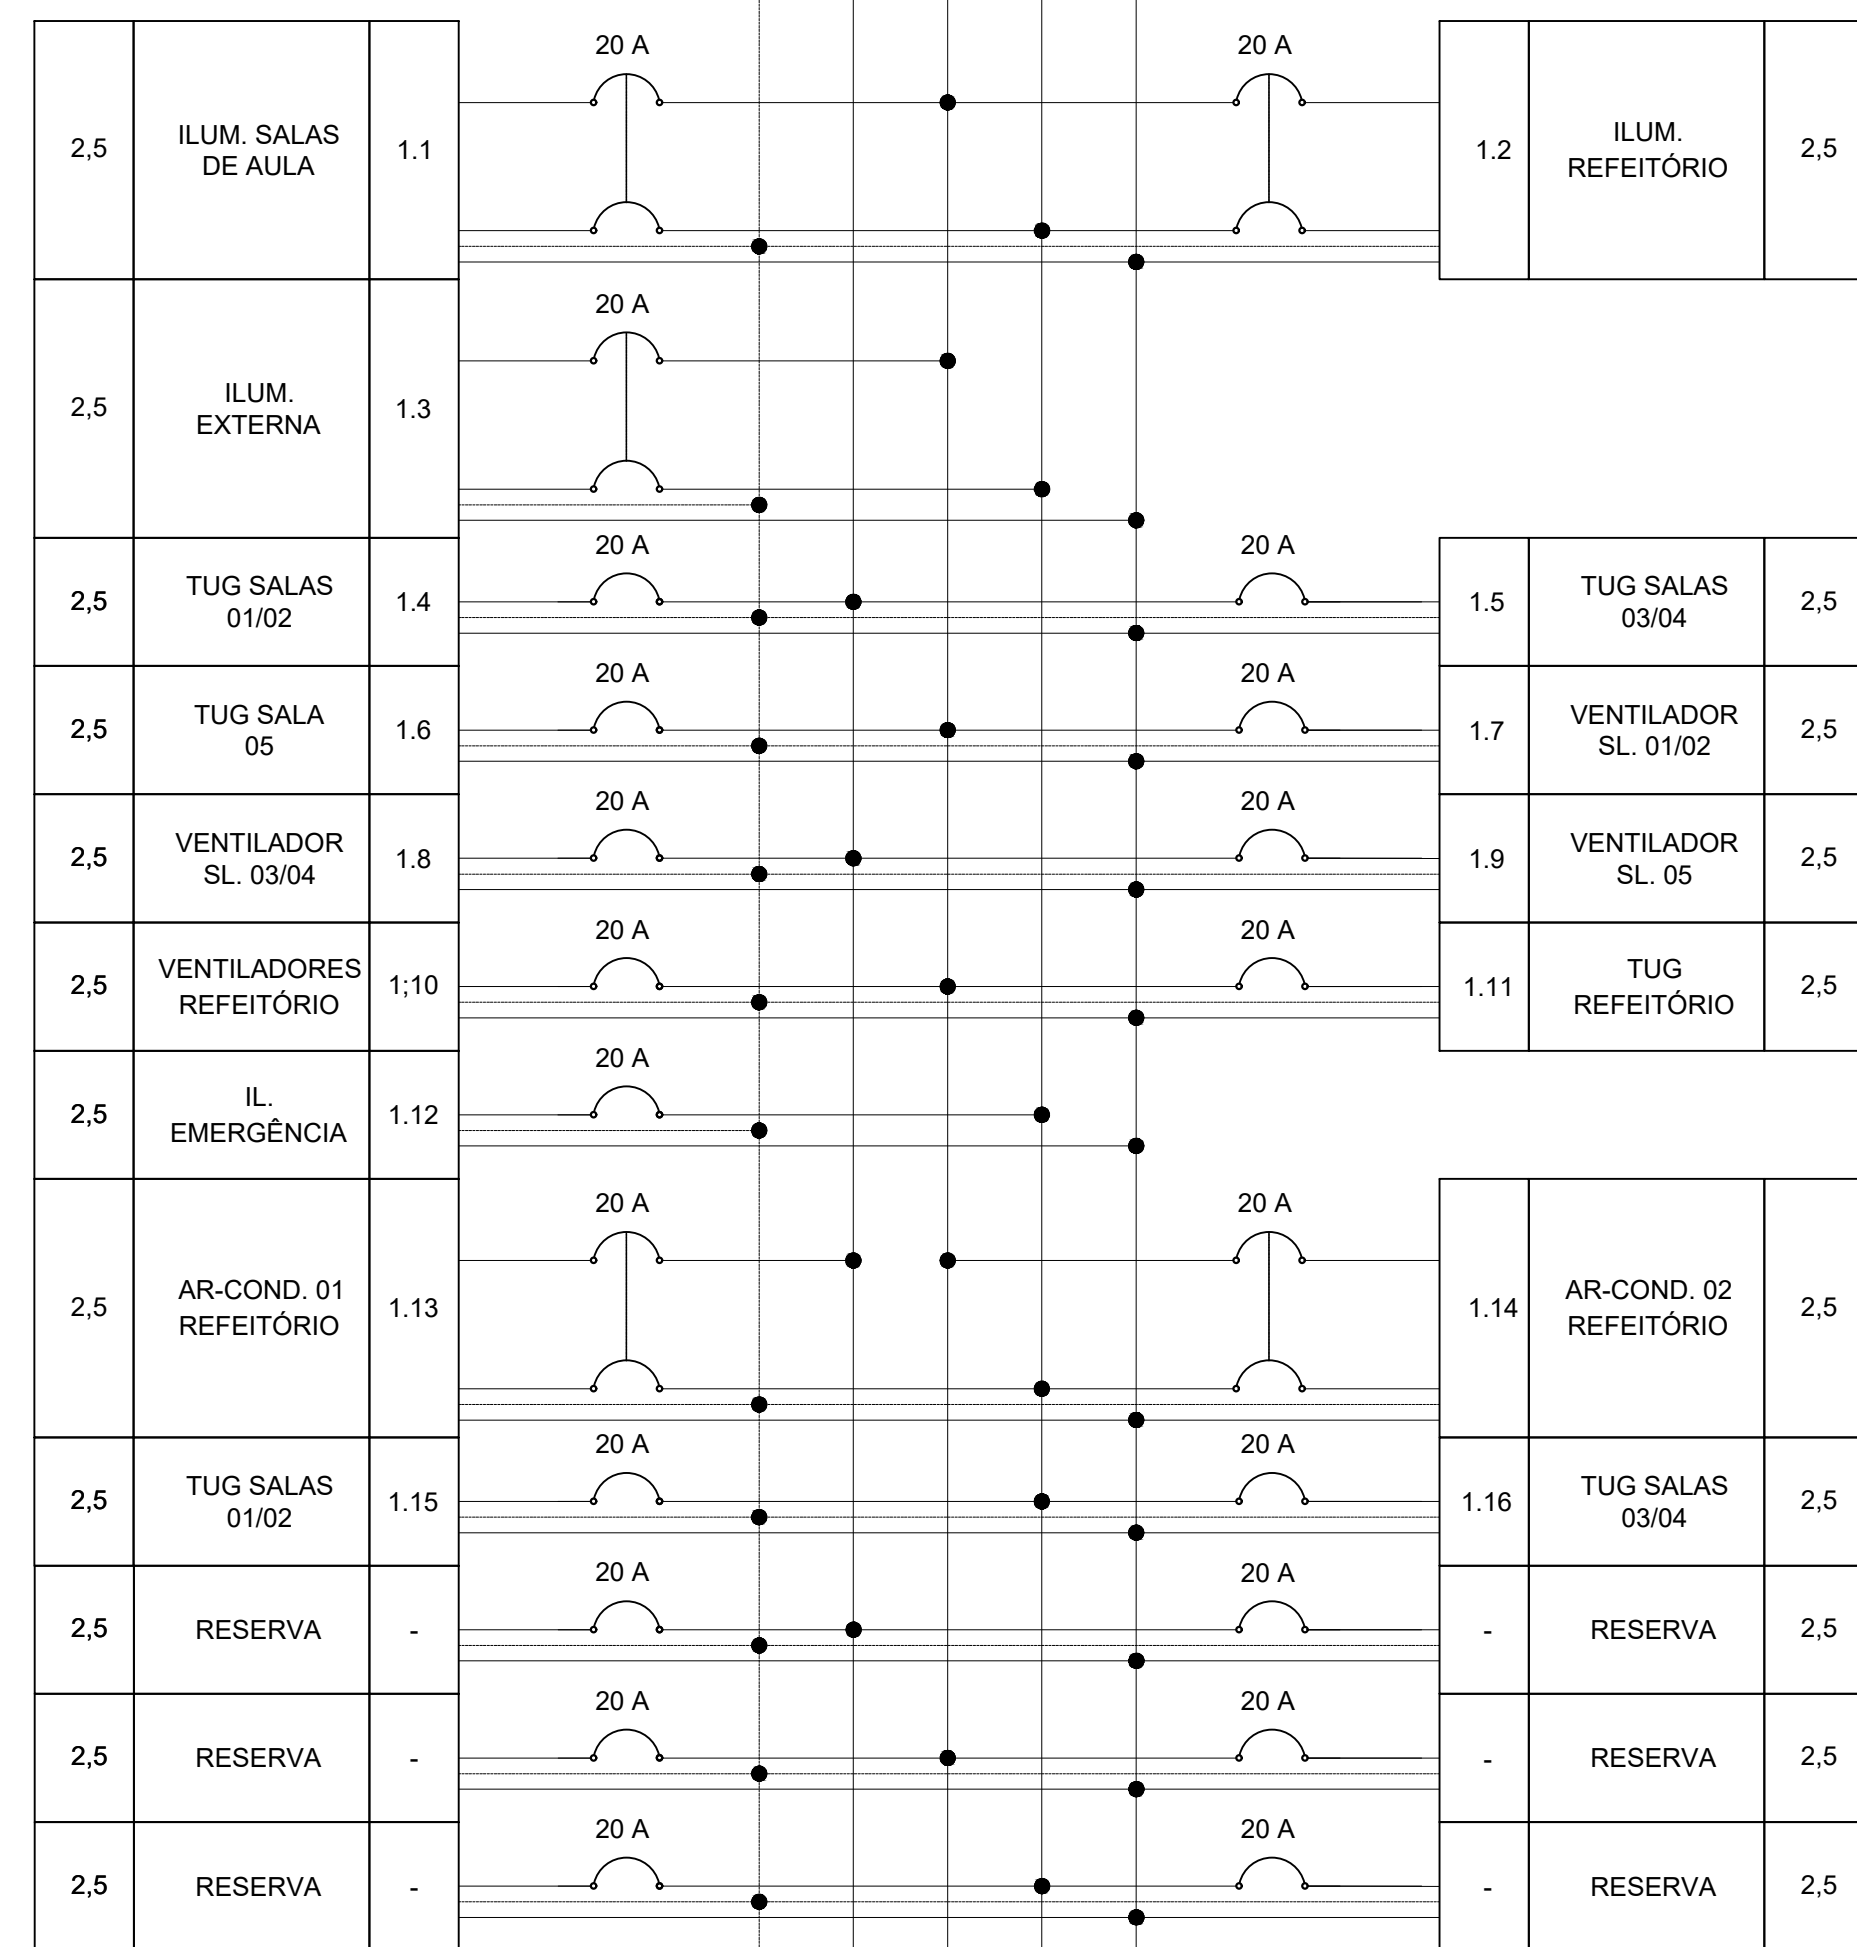 20 A
20 A
2,5
ILUM. SALAS
DE AULA
1.1
1.2
ILUM.
REFEITÓRIO
2,5
20 A
2,5
ILUM.
EXTERNA
1.3
20 A
20 A
2,5
TUG SALAS
01/02
1.4
1.5
TUG SALAS
03/04
2,5
20 A
20 A
2,5
TUG SALA
05
1.6
1.7
VENTILADOR
SL. 01/02
2,5
20 A
20 A
2,5
VENTILADOR
SL. 03/04
1.8
1.9
VENTILADOR
SL. 05
2,5
20 A
20 A
2,5
VENTILADORES
REFEITÓRIO
1;10
1.11
TUG
REFEITÓRIO
2,5
20 A
2,5
IL.
EMERGÊNCIA
1.12
20 A
20 A
2,5
AR-COND. 01
REFEITÓRIO
1.13
1.14
AR-COND. 02
REFEITÓRIO
2,5
20 A
20 A
2,5
TUG SALAS
01/02
1.15
1.16
TUG SALAS
03/04
2,5
20 A
20 A
2,5
RESERVA
-
-
RESERVA
2,5
20 A
20 A
2,5
RESERVA
-
-
RESERVA
2,5
20 A
20 A
2,5
RESERVA
-
-
RESERVA
2,5